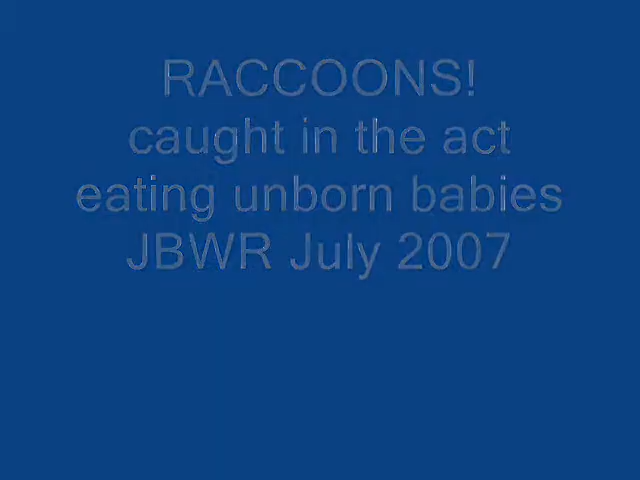 RACCOONS!
caught in the act
eating unborn babies
JBWR July 2007